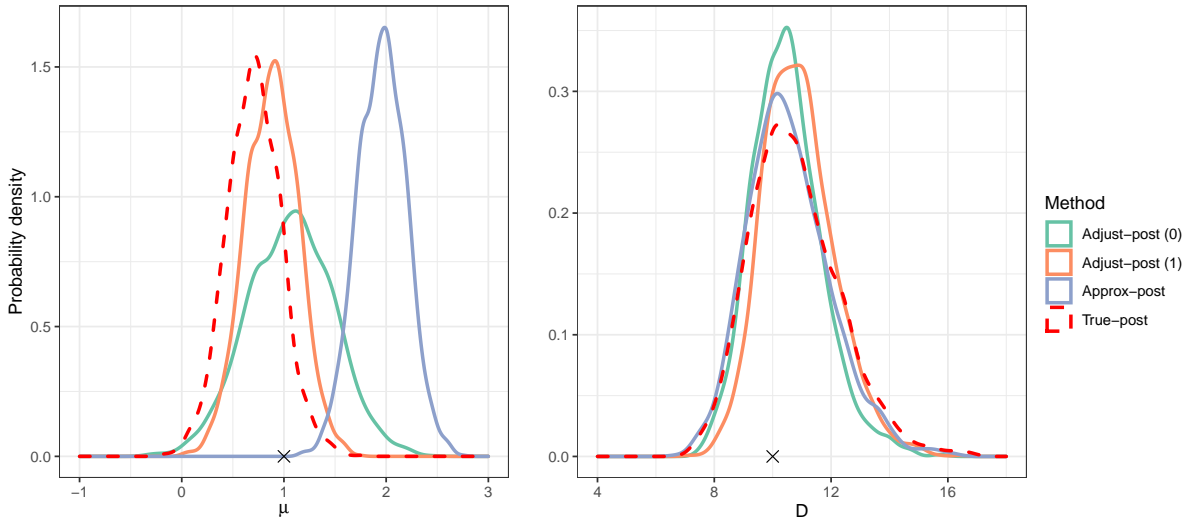 Probability density
1.5
1.0
0.5
0.0
−1
0
1
2
3
μ
0.3
0.2
0.1
0.0
4
8
12
16
D
Method
Adjust−post (0)
Adjust−post (1)
Approx−post
True−post